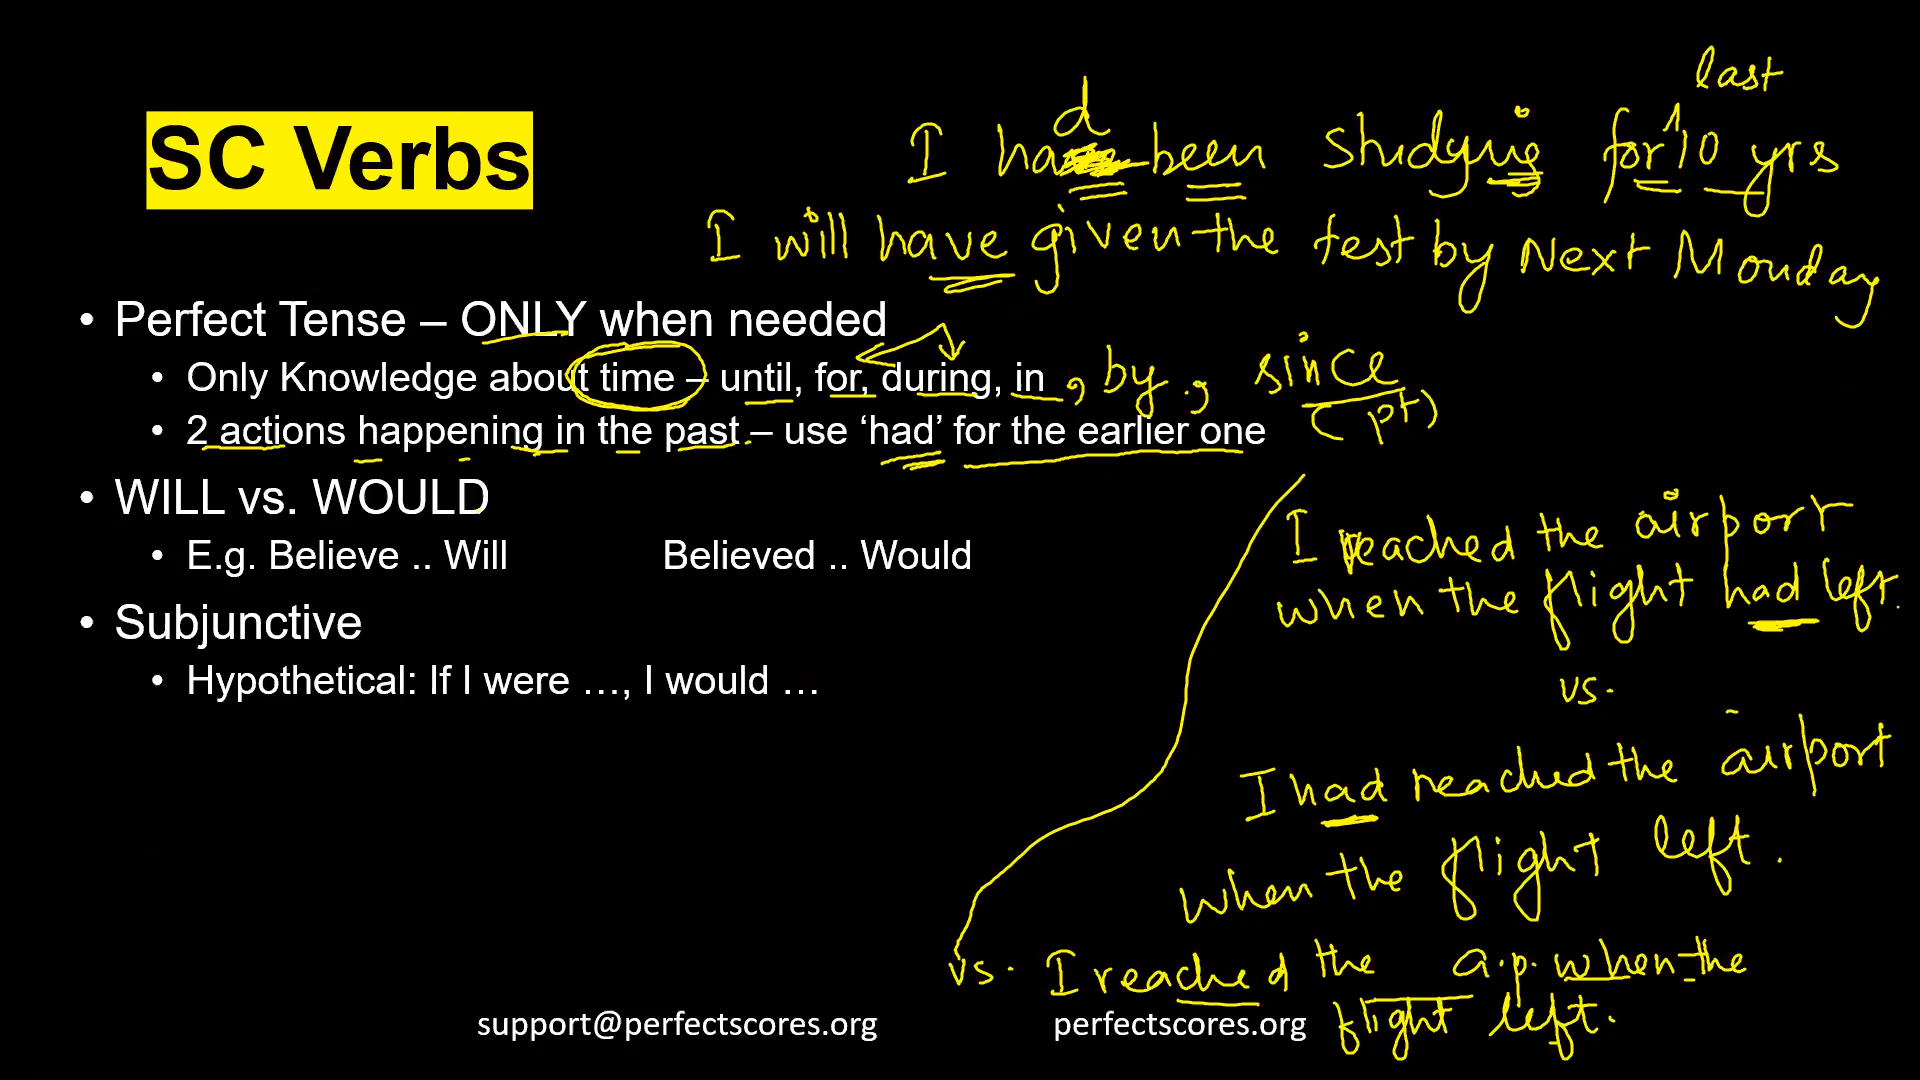 last
SC Verbs
I had been studying for 10 yrs
I will have given the test by Next Monday
• Perfect Tense – ONLY when needed
• Only Knowledge about time – until, for, during, in , by , since
(pt)
• 2 actions happening in the past – use ‘had’ for the earlier one
• WILL vs. WOULD
• E.g. Believe .. Will Believed .. Would
• Subjunctive
• Hypothetical: If I were …, I would …
I reached the airport
when the flight had left.
vs.
I had reached the airport
when the flight left.
vs. I reached the a.p. when the
flight left.
support@perfectscores.org perfectscores.org